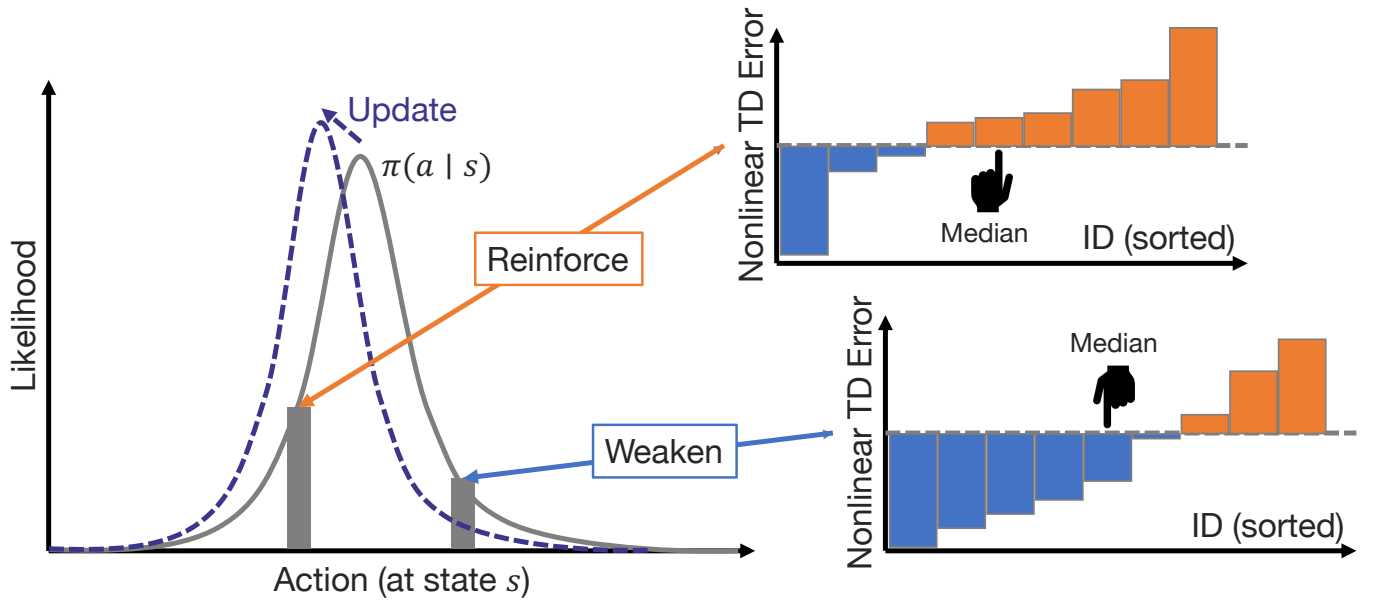 Update
π(a | s)
Likelihood
Reinforce
Weaken
Action (at state s)
Nonlinear TD Error
Median
ID (sorted)
Nonlinear TD Error
Median
ID (sorted)